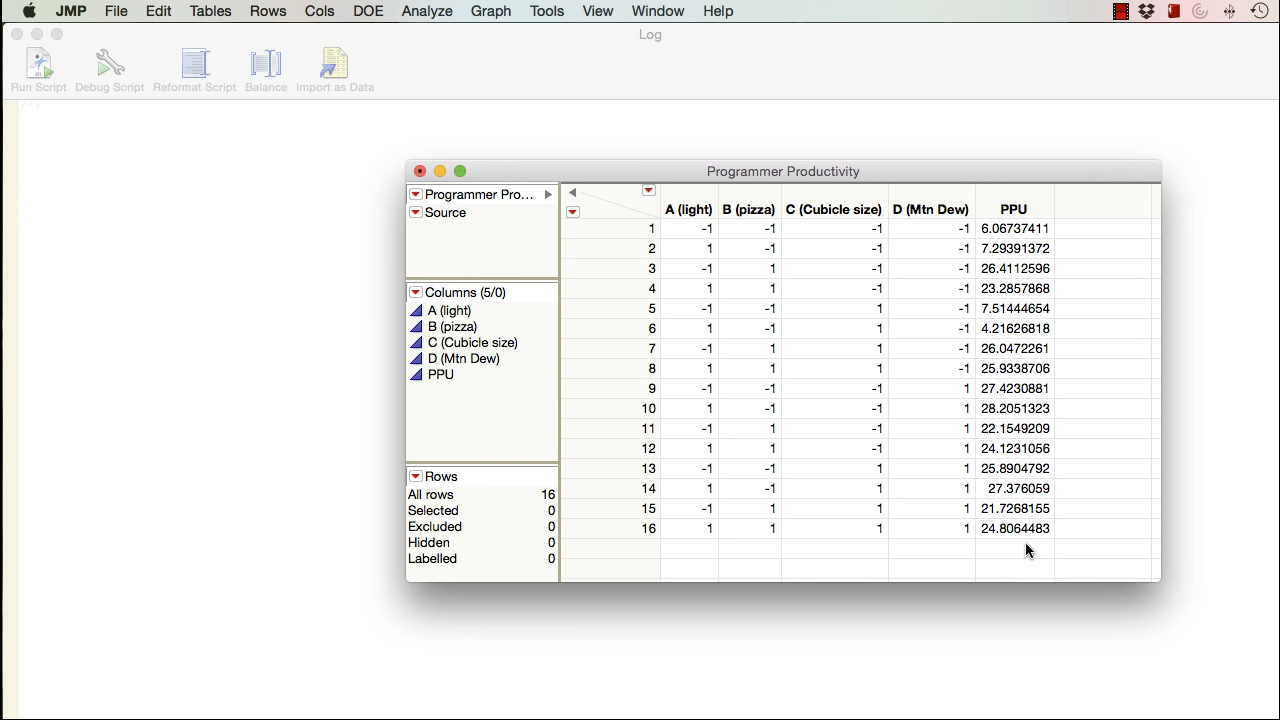 JMP File Edit Tables Rows Cols DOE Analyze Graph Tools View Window Help
Log
Run Script Debug Script Reformat Script Balance Import as Data
Programmer Productivity
Programmer Pro...
Source
Columns (5/0)
A (light)
B (pizza)
C (Cubicle size)
D (Mtn Dew)
PPU
Rows
All rows 16
Selected 0
Excluded 0
Hidden 0
Labelled 0
A (light) B (pizza) C (Cubicle size) D (Mtn Dew) PPU
1 -1 -1 -1 -1 6.06737411
2 1 -1 -1 -1 7.29391372
3 -1 1 -1 -1 26.4112596
4 1 1 -1 -1 23.2857868
5 -1 -1 1 -1 7.51444654
6 1 -1 1 -1 4.21626818
7 -1 1 1 -1 26.0472261
8 1 1 1 -1 25.9338706
9 -1 -1 -1 1 27.4230881
10 1 -1 -1 1 28.2051323
11 -1 1 -1 1 22.1549209
12 1 1 -1 1 24.1231056
13 -1 -1 1 1 25.8904792
14 1 -1 1 1 27.376059
15 -1 1 1 1 21.7268155
16 1 1 1 1 24.8064483